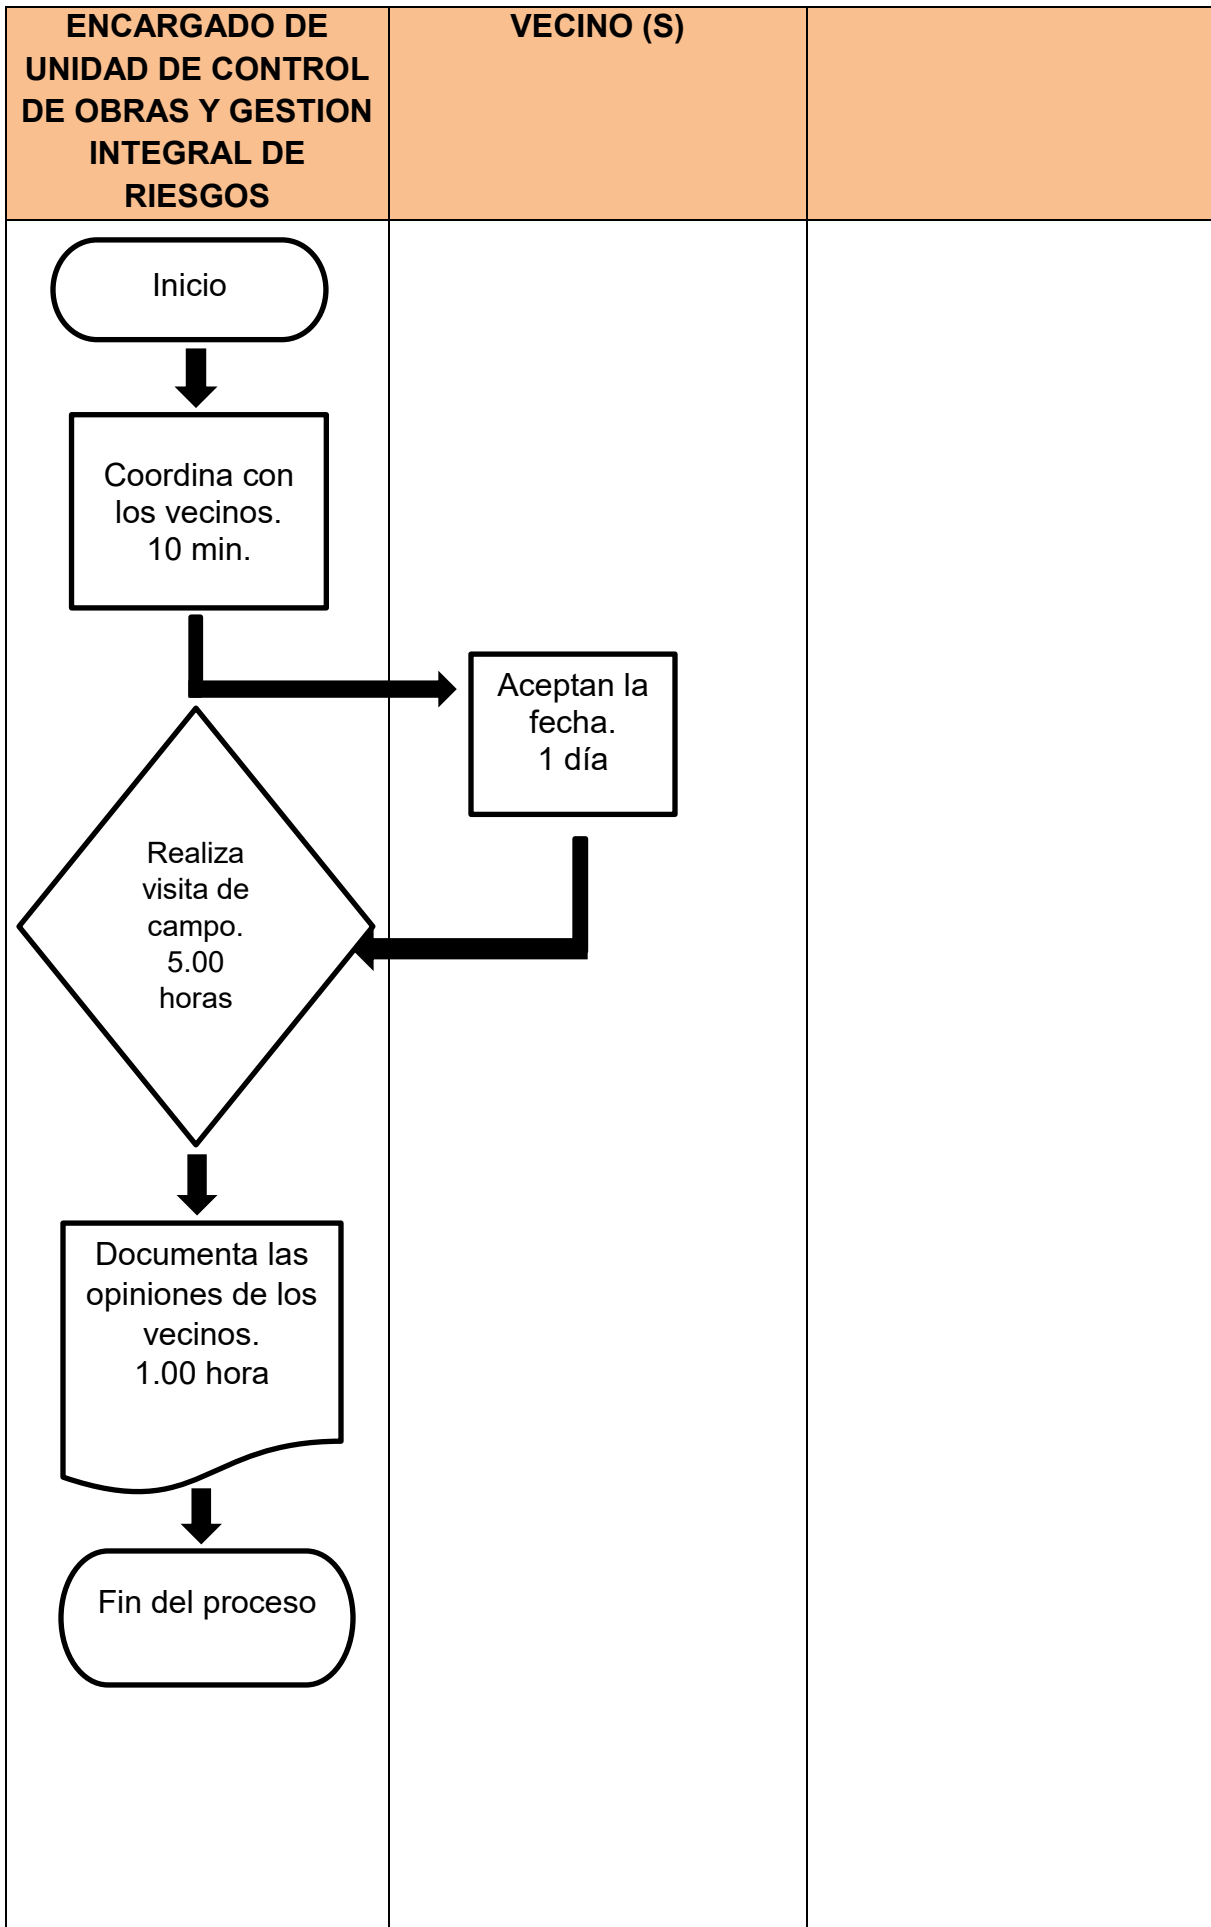 ENCARGADO DE
UNIDAD DE CONTROL
DE OBRAS Y GESTION
INTEGRAL DE
RIESGOS
VECINO (S)
Inicio
Coordina con
los vecinos.
10 min.
Aceptan la
fecha.
1 día
Realiza
visita de
campo.
5.00
horas
Documenta las
opiniones de los
vecinos.
1.00 hora
Fin del proceso